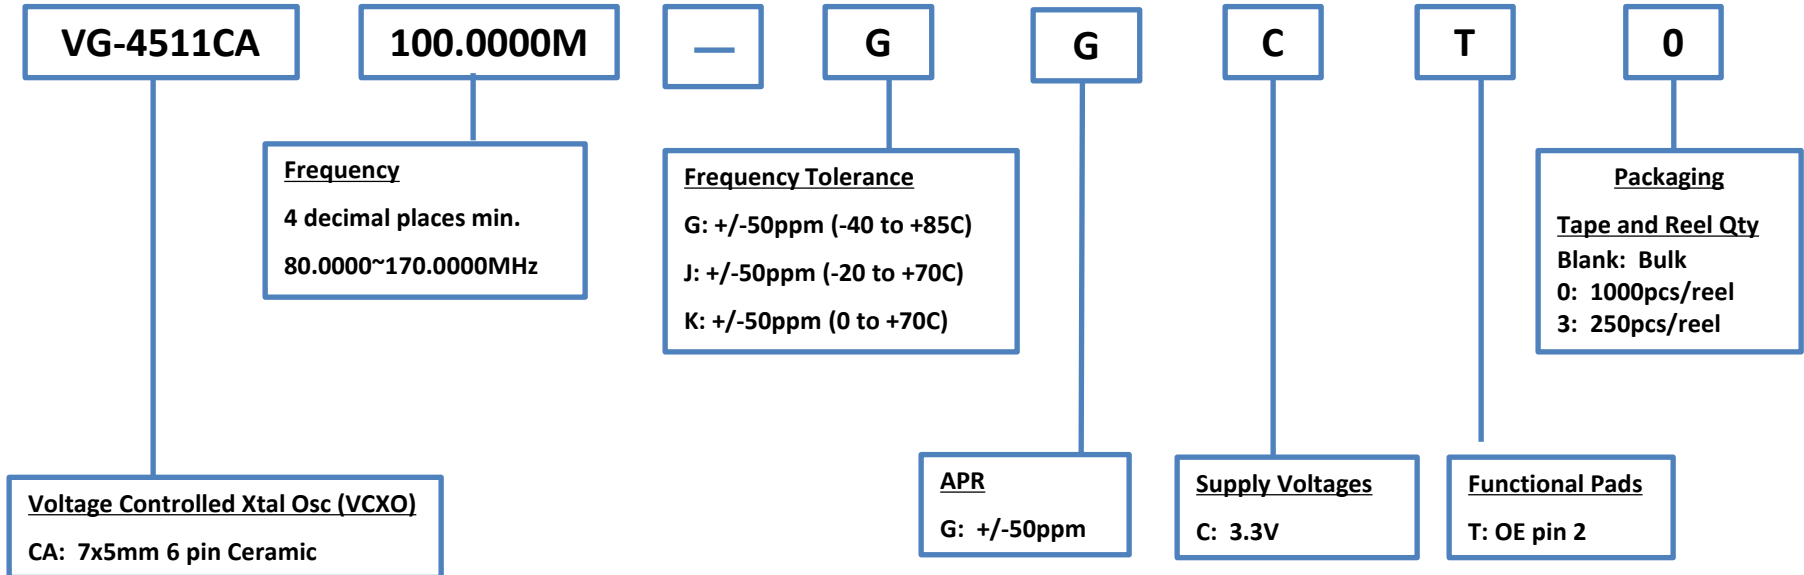 VG-4511CA 100.0000M — G G C T 0
Frequency
4 decimal places min.
80.0000~170.0000MHz
Frequency Tolerance
G: +/-50ppm (-40 to +85C)
J: +/-50ppm (-20 to +70C)
K: +/-50ppm (0 to +70C)
Packaging
Tape and Reel Qty
Blank: Bulk
0: 1000pcs/reel
3: 250pcs/reel
Voltage Controlled Xtal Osc (VCXO)
CA: 7x5mm 6 pin Ceramic
APR
G: +/-50ppm
Supply Voltages
C: 3.3V
Functional Pads
T: OE pin 2